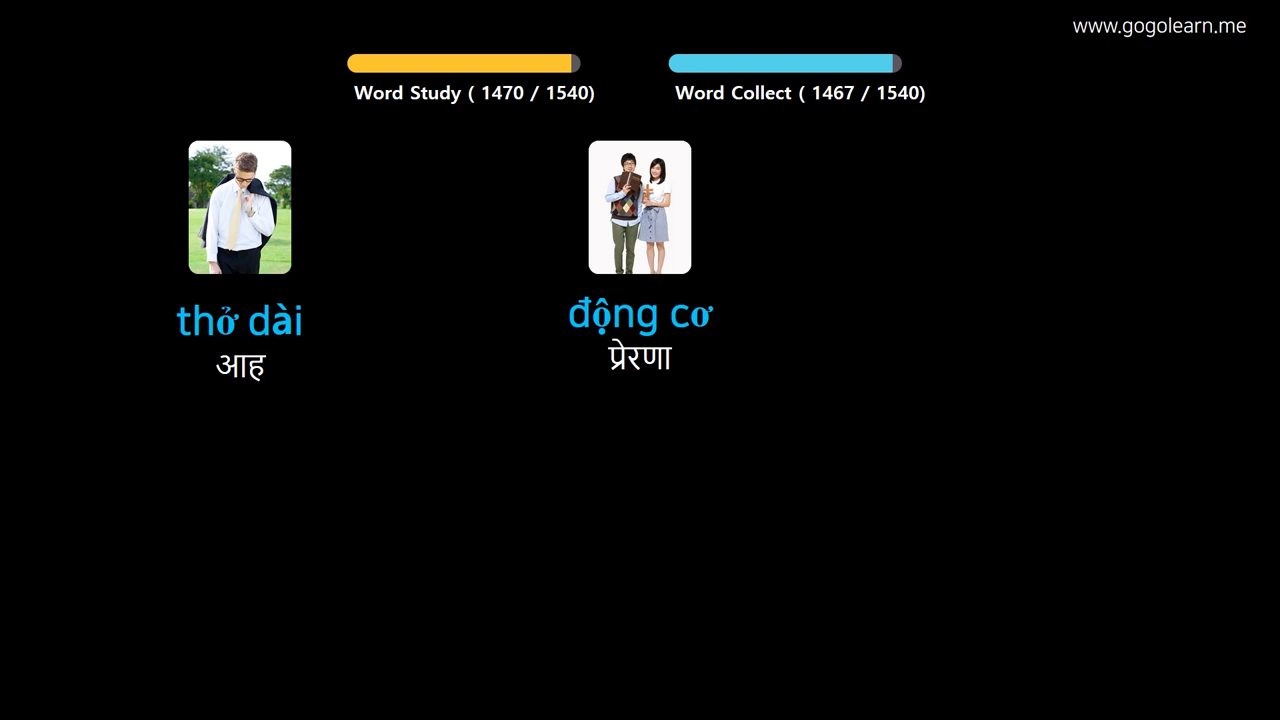 www.gogolearn.me
Word Study ( 1470 / 1540)
Word Collect ( 1467 / 1540)
thở dài
आह
động cơ
प्रेरणा